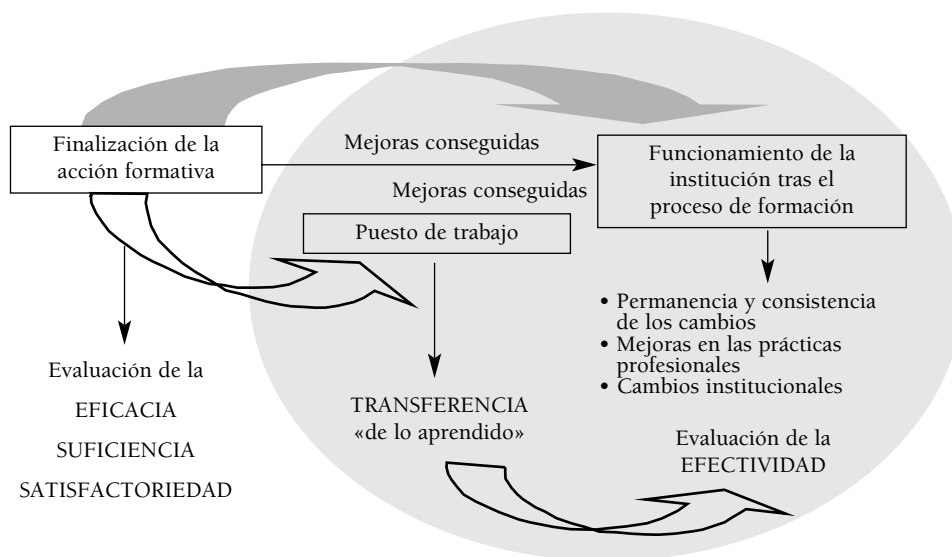 Finalización de la
acción formativa
Mejoras conseguidas
Mejoras conseguidas
Puesto de trabajo
Funcionamiento de la
institución tras el
proceso de formación
• Permanencia y consistencia
de los cambios
• Mejoras en las prácticas
profesionales
• Cambios institucionales
Evaluación de la
EFICACIA
SUFICIENCIA
SATISFACTORIEDAD
TRANSFERENCIA
«de lo aprendido»
Evaluación de la
EFECTIVIDAD